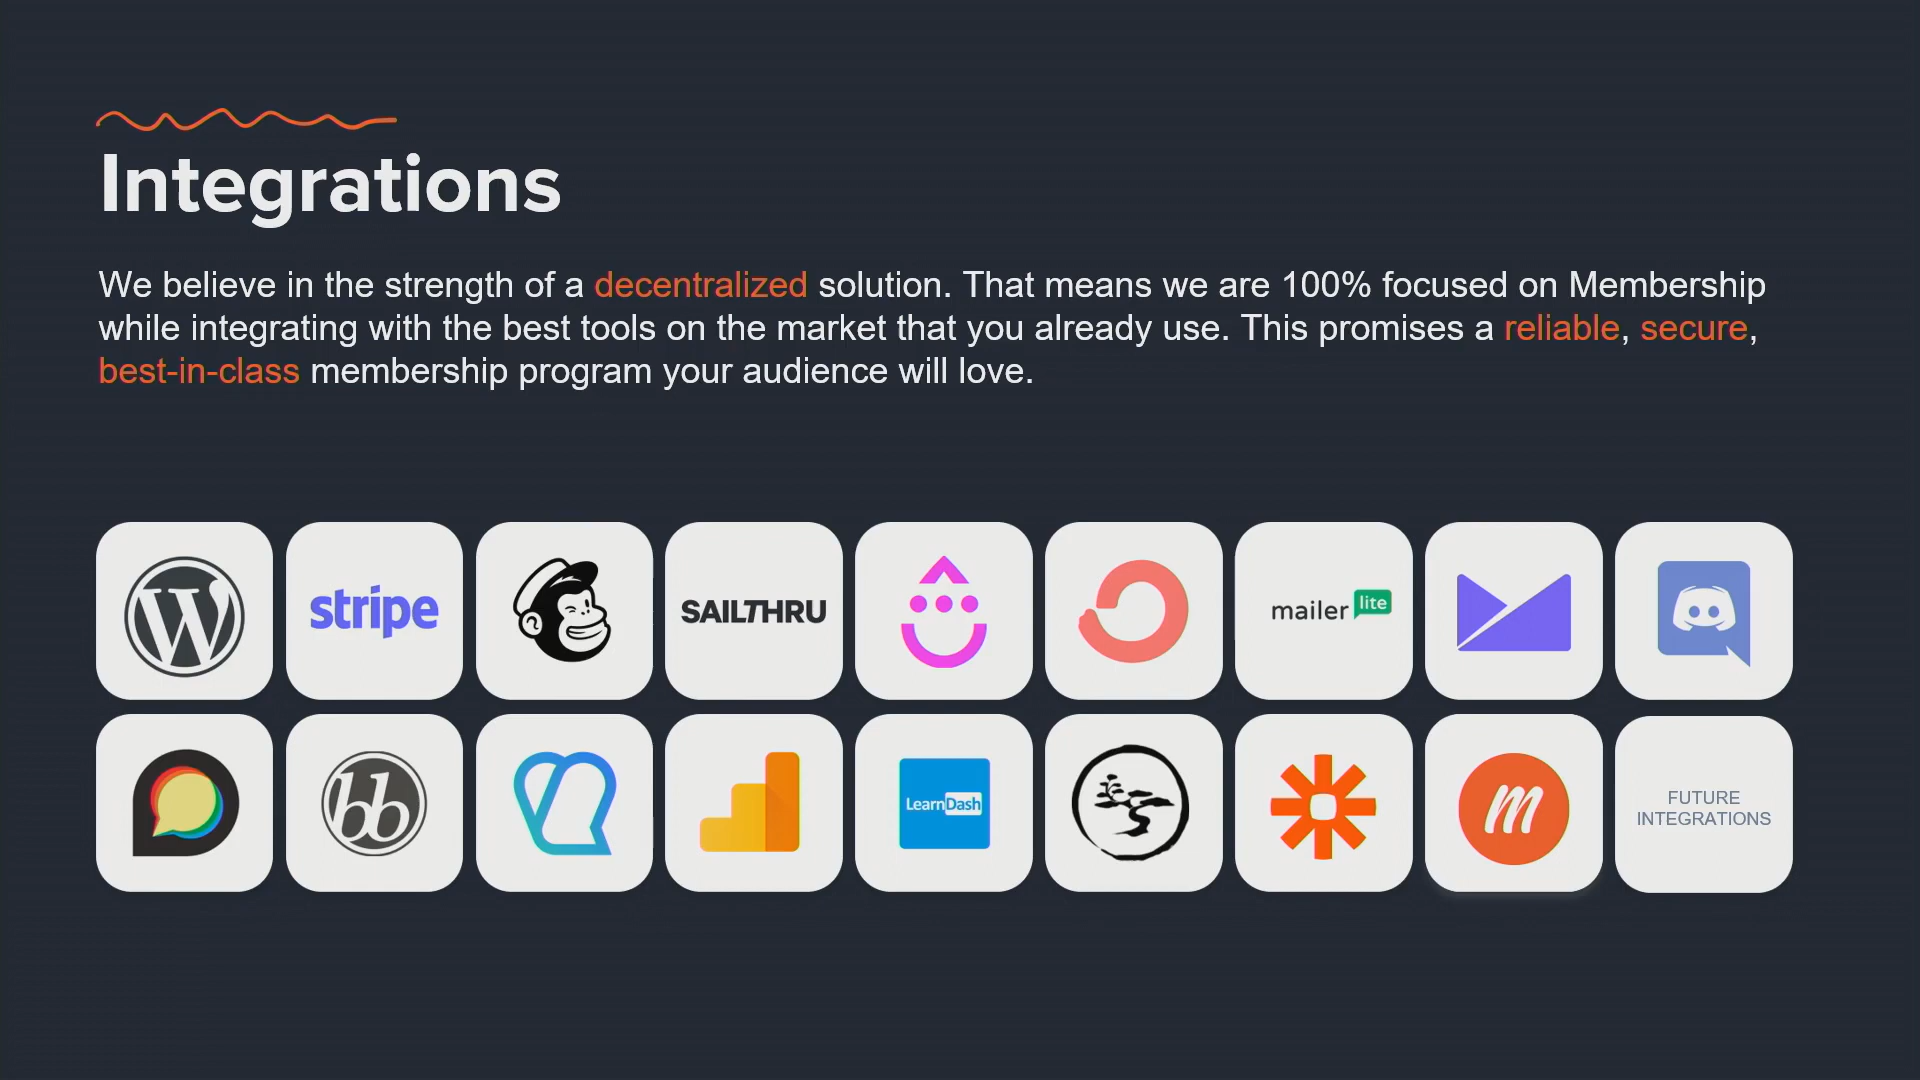 Integrations
We believe in the strength of a decentralized solution. That means we are 100% focused on Membership
while integrating with the best tools on the market that you already use. This promises a reliable, secure,
best-in-class membership program your audience will love.
W stripe SAILTHRU mailer lite
bb LearnDash m FUTURE
INTEGRATIONS